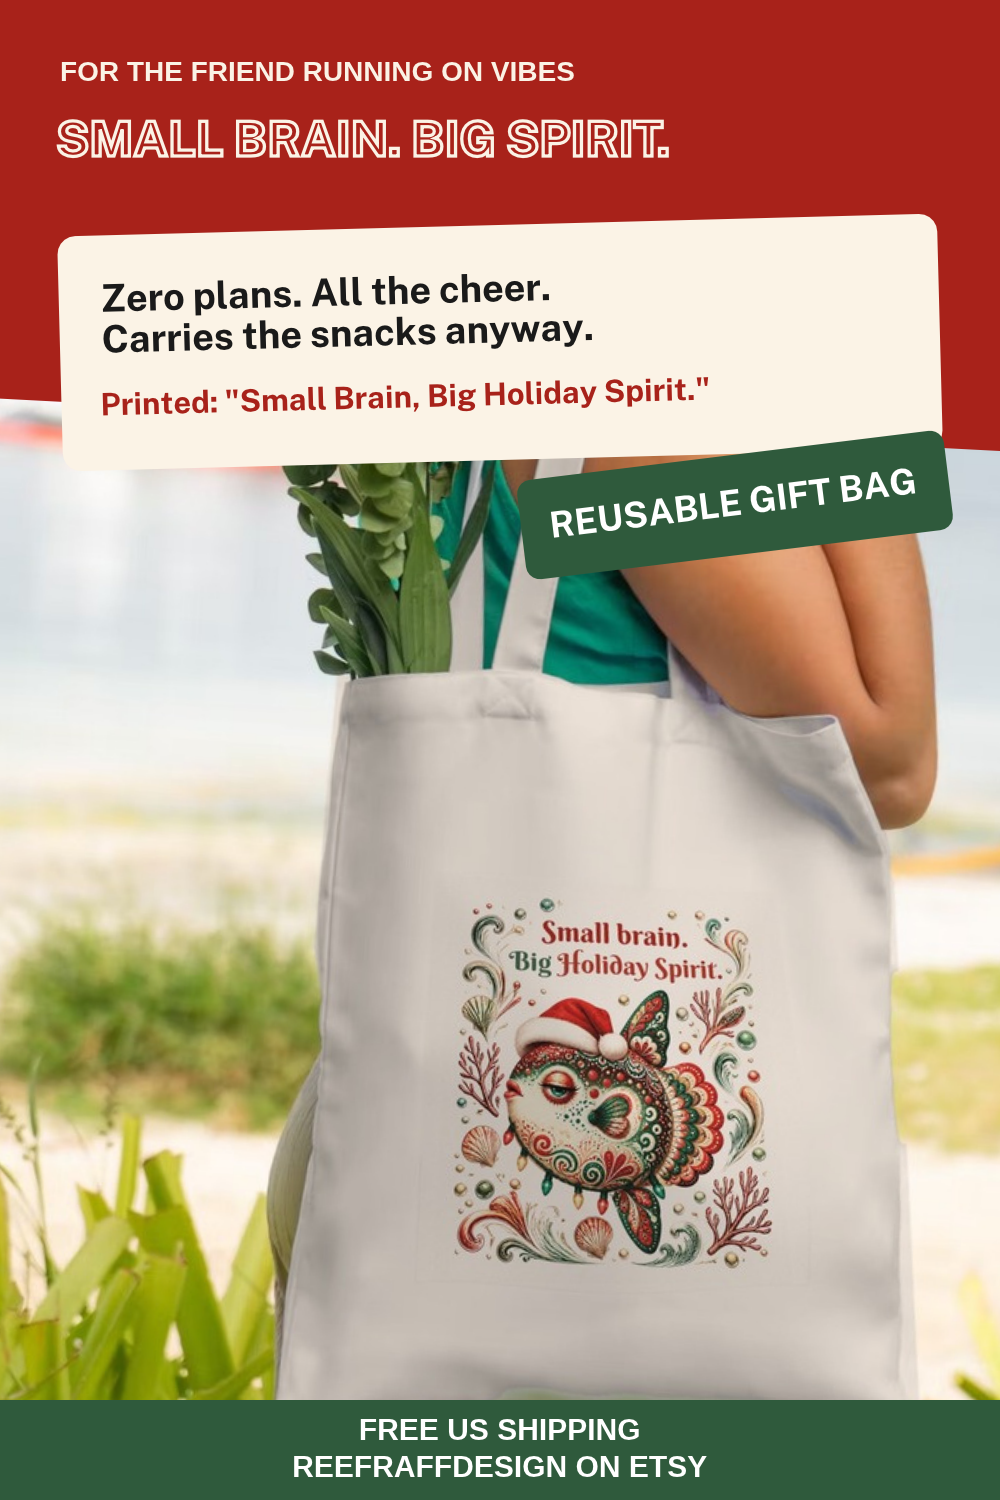 FOR THE FRIEND RUNNING ON VIBES
SMALL BRAIN. BIG SPIRIT.
Zero plans. All the cheer.
Carries the snacks anyway.
Printed: "Small Brain, Big Holiday Spirit."
REUSABLE GIFT BAG
Small brain.
Big Holiday Spirit.
FREE US SHIPPING
REEFRAFFDESIGN ON ETSY